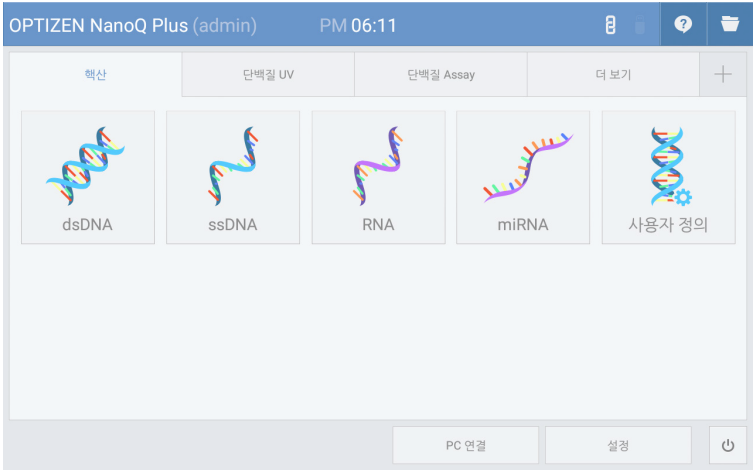 OPTIZEN NanoQ Plus (admin) PM 06:11
핵산 단백질 UV 단백질 Assay 더 보기
dsDNA ssDNA RNA miRNA 사용자 정의
PC 연결 설정